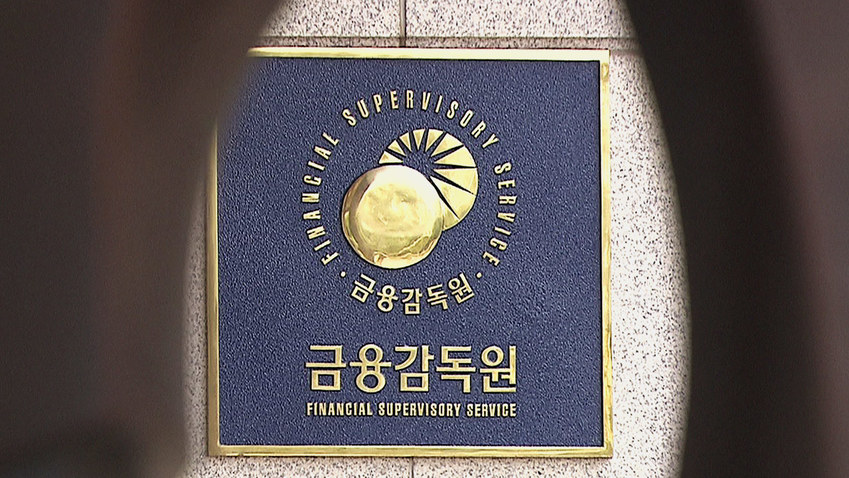 FINANCIAL SUPERVISORY SERVICE
금융감독원
금융감독원
FINANCIAL SUPERVISORY SERVICE